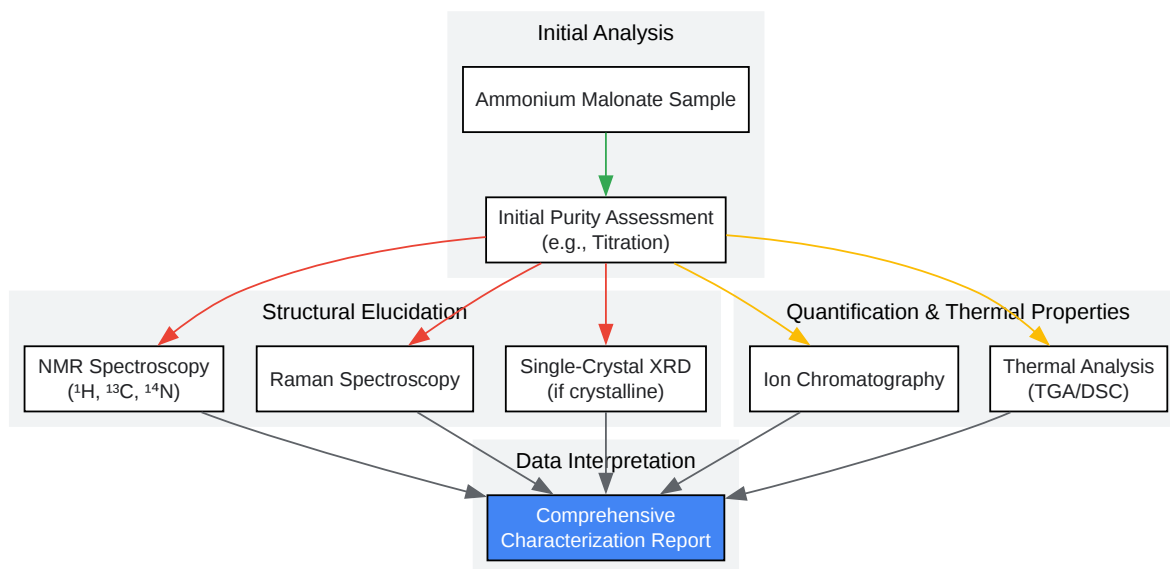 Initial Analysis
Ammonium Malonate Sample
Initial Purity Assessment
(e.g., Titration)
Structural Elucidation
Quantification & Thermal Properties
NMR Spectroscopy
(¹H, ¹³C, ¹⁴N)
Raman Spectroscopy
Single-Crystal XRD
(if crystalline)
Ion Chromatography
Thermal Analysis
(TGA/DSC)
Data Interpretation
Comprehensive
Characterization Report